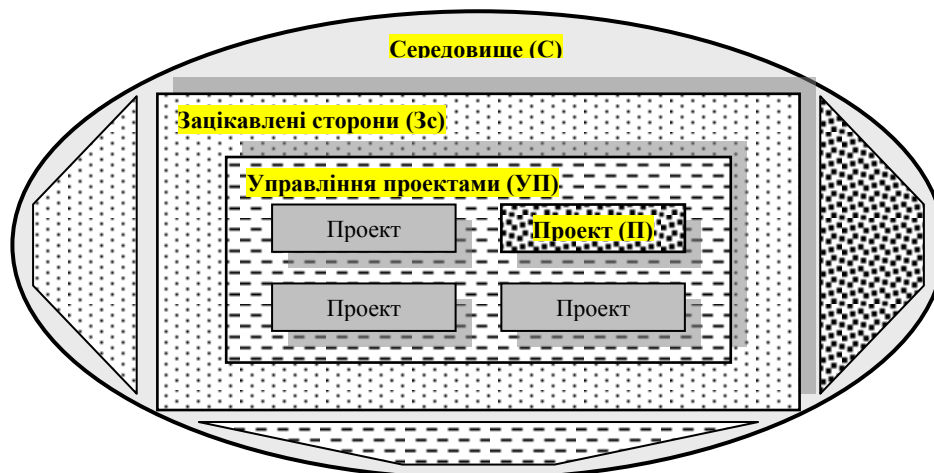 Середовище (С)
Зацікавлені сторони (Зс)
Управління проектами (УП)
Проект
Проект (П)
Проект
Проект